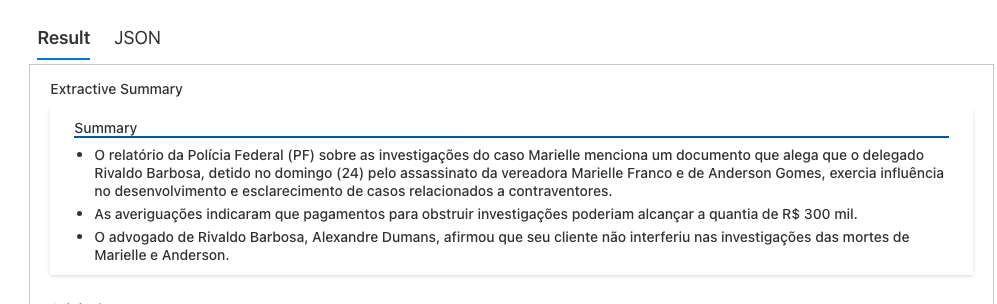 Result JSON
Extractive Summary
Summary
• O relatório da Polícia Federal (PF) sobre as investigações do caso Marielle menciona um documento que alega que o delegado
Rivaldo Barbosa, detido no domingo (24) pelo assassinato da vereadora Marielle Franco e de Anderson Gomes, exercia influência
no desenvolvimento e esclarecimento de casos relacionados a contraventores.
• As averiguações indicaram que pagamentos para obstruir investigações poderiam alcançar a quantia de R$ 300 mil.
• O advogado de Rivaldo Barbosa, Alexandre Dumans, afirmou que seu cliente não interferiu nas investigações das mortes de
Marielle e Anderson.